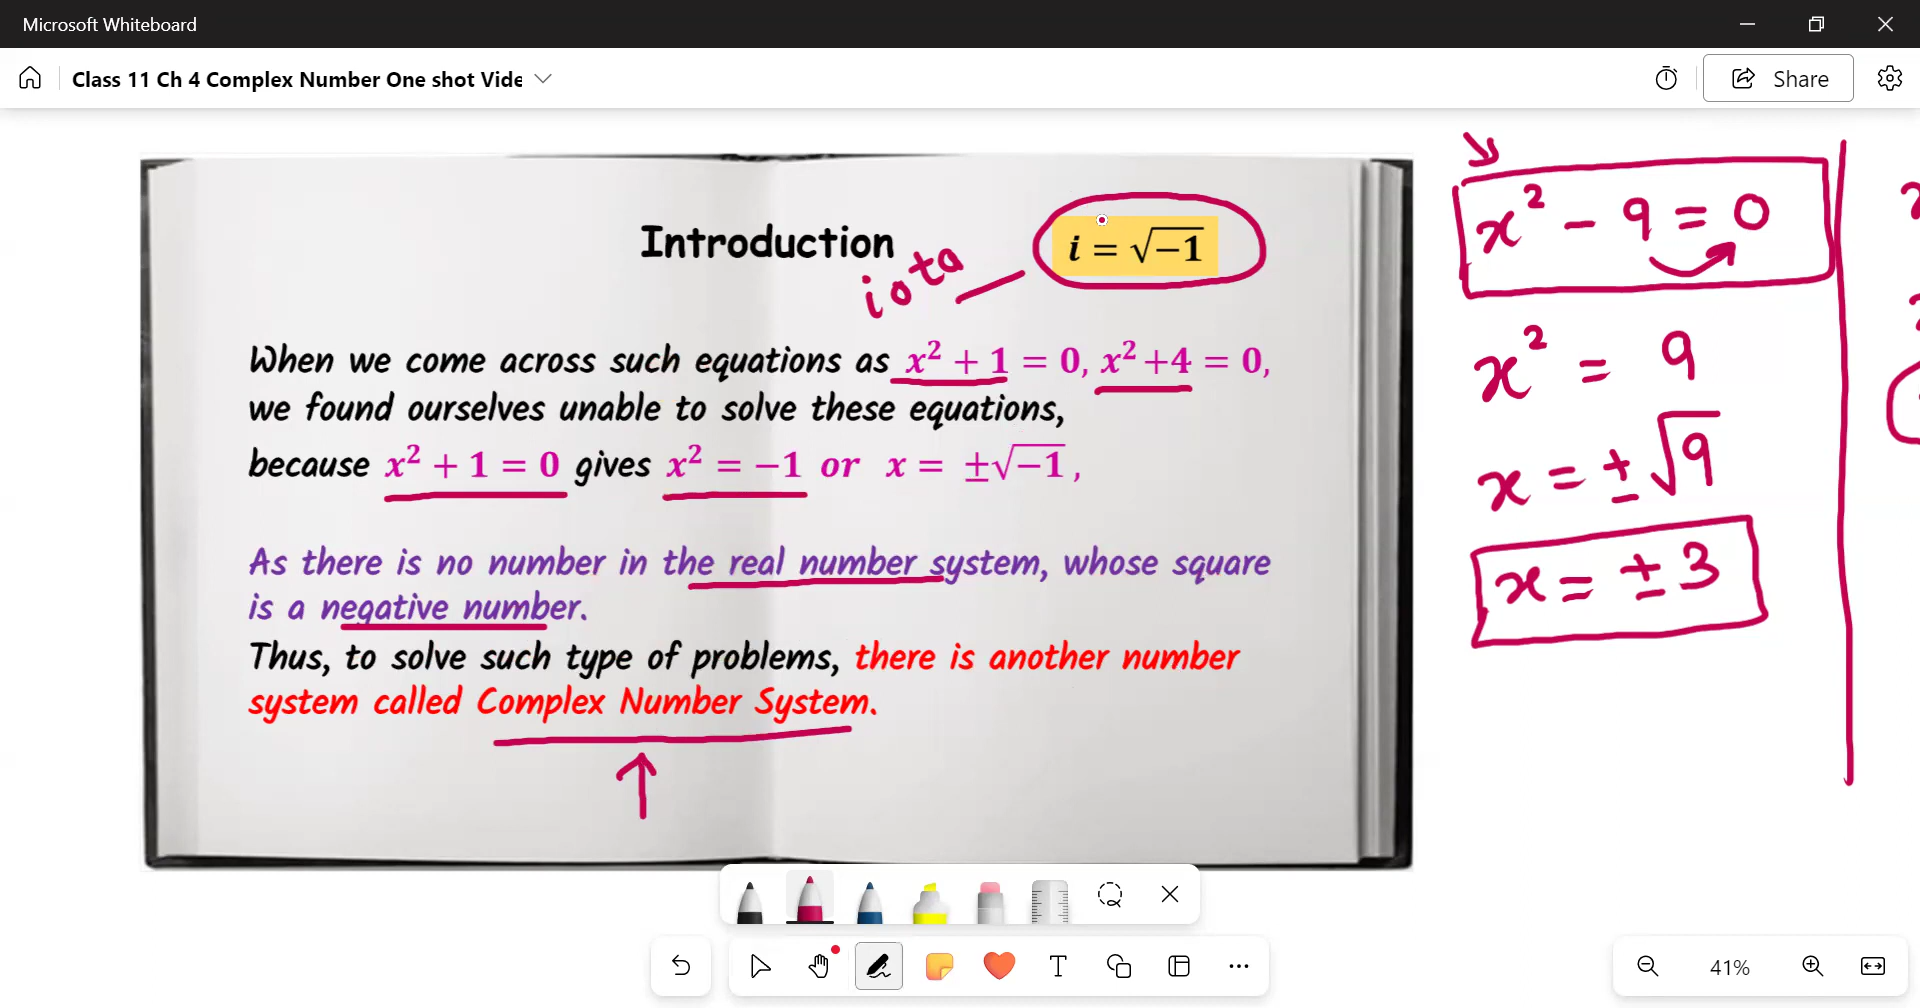 Microsoft Whiteboard
Class 11 Ch 4 Complex Number One shot Vide
Share
Introduction
i = √−1
iota
When we come across such equations as x² + 1 = 0, x² +4 = 0,
we found ourselves unable to solve these equations,
because x² + 1 = 0 gives x² = −1 or x = ±√−1 ,
As there is no number in the real number system, whose square
is a negative number.
Thus, to solve such type of problems, there is another number
system called Complex Number System.
x² − 9 = 0
x² = 9
x = ± √9
x = ± 3
41%